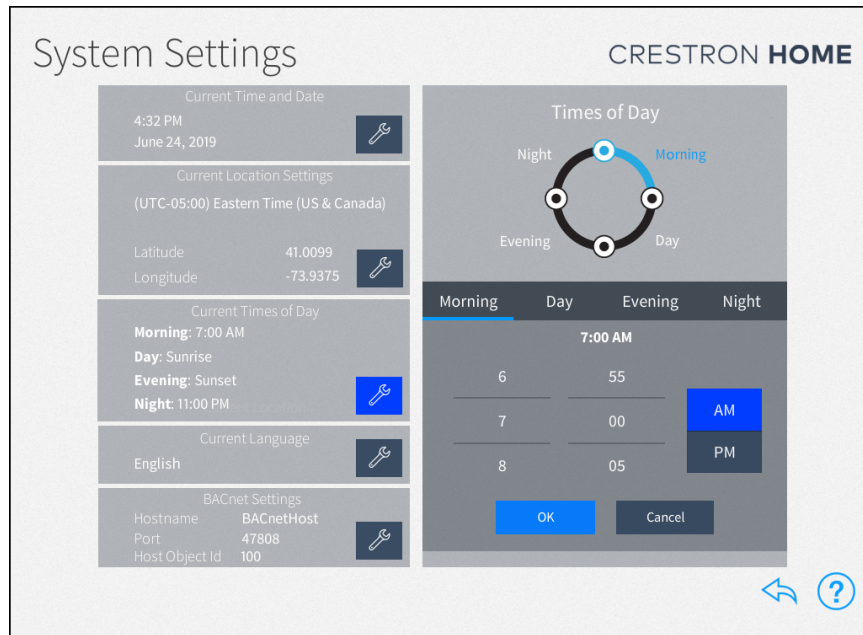 System Settings
CRESTRON HOME
Current Time and Date
4:32 PM
June 24, 2019
Current Location Settings
(UTC-05:00) Eastern Time (US & Canada)
Latitude 41.0099
Longitude -73.9375
Current Times of Day
Morning: 7:00 AM
Day: Sunrise
Evening: Sunset
Night: 11:00 PM
Current Language
English
BACnet Settings
Hostname BACnetHost
Port 47808
Host Object Id 100
Times of Day
Night Morning
Evening Day
Morning Day Evening Night
7:00 AM
6 55
7 00
8 05
AM
PM
OK Cancel
?